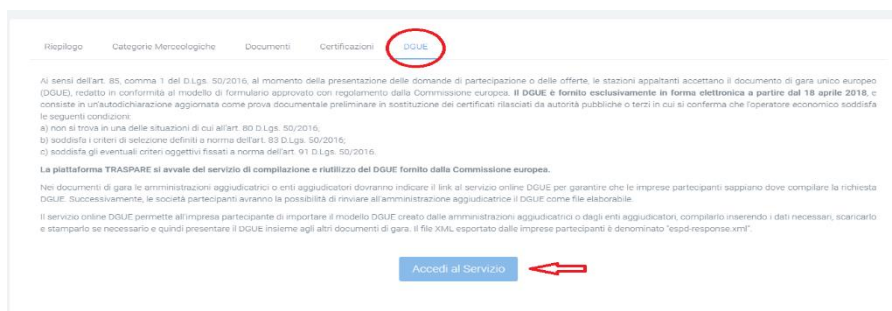 Riepilogo Categorie Merceologiche Documenti Certificazioni DGUE
Ai sensi dell'art. 85, comma 1 del D.Lgs. 50/2016, al momento della presentazione delle domande di partecipazione o delle offerte, le stazioni appaltanti accettano il documento di gara unico europeo
(DGUE), redatto in conformità al modello di formulario approvato con regolamento dalla Commissione europea. Il DGUE è fornito esclusivamente in forma elettronica a partire dal 18 aprile 2018, e
consiste in un'autodichiarazione aggiornata come prova documentale preliminare in sostituzione dei certificati rilasciati da autorità pubbliche o terzi in cui si conferma che l'operatore economico soddisfa
le seguenti condizioni:
a) non si trova in una delle situazioni di cui all'art. 80 D.Lgs. 50/2016;
b) soddisfa i criteri di selezione definiti a norma dell'art. 83 D.Lgs. 50/2016;
c) soddisfa gli eventuali criteri oggettivi fissati a norma dell'art. 91 D.Lgs. 50/2016.
La piattaforma TRASPARE si avvale del servizio di compilazione e riutilizzo del DGUE fornito dalla Commissione europea.
Nei documenti di gara le amministrazioni aggiudicatrici o enti aggiudicatori dovranno indicare il link al servizio online DGUE per garantire che le imprese partecipanti sappiano dove compilare la richiesta
DGUE. Successivamente, le società partecipanti avranno la possibilità di rinviare all'amministrazione aggiudicatrice il DGUE come file elaborabile.
Il servizio online DGUE permette all'impresa partecipante di importare il modello DGUE creato dalle amministrazioni aggiudicatrici o dagli enti aggiudicatori, compilarlo inserendo i dati necessari, scaricarlo
e stamparlo se necessario e quindi presentare il DGUE insieme agli altri documenti di gara. Il file XML esportato dalle imprese partecipanti è denominato "espd-response.xml".
Accedi al Servizio